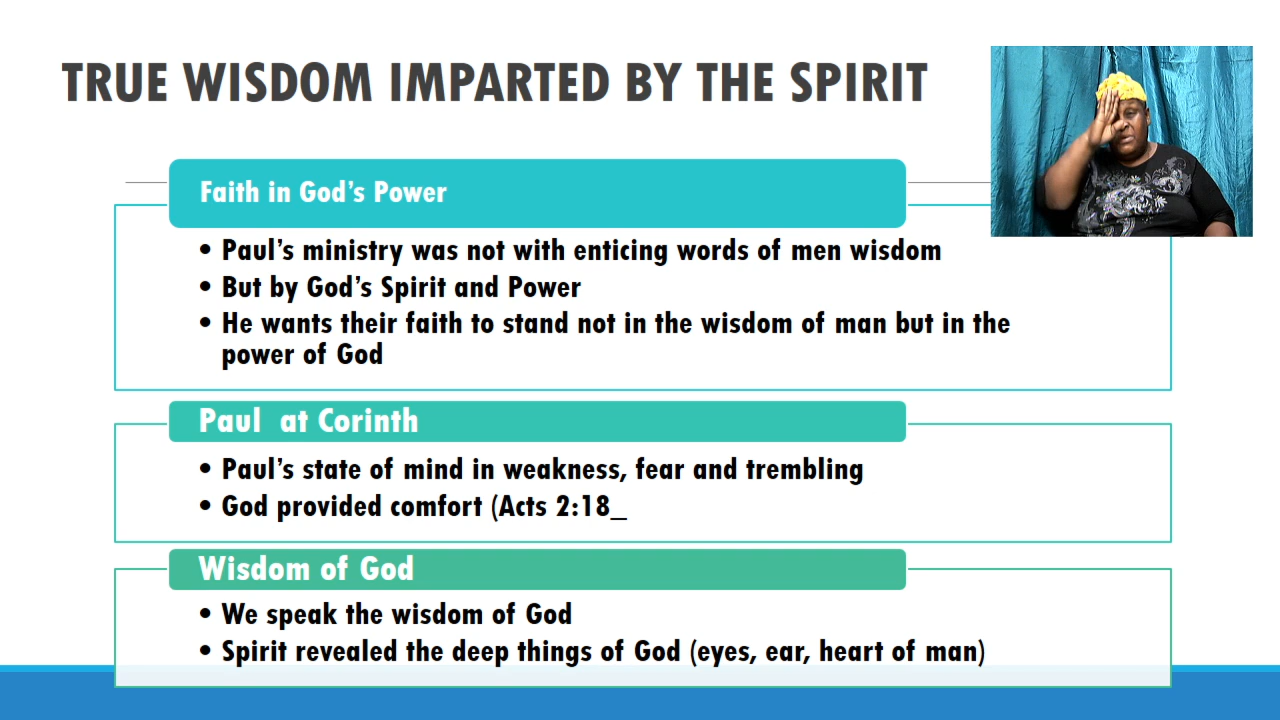 TRUE WISDOM IMPARTED BY THE SPIRIT
Faith in God's Power
• Paul's ministry was not with enticing words of men wisdom
• But by God's Spirit and Power
• He wants their faith to stand not in the wisdom of man but in the
power of God
Paul  at Corinth
• Paul's state of mind in weakness, fear and trembling
• God provided comfort (Acts 2:18_
Wisdom of God
• We speak the wisdom of God
• Spirit revealed the deep things of God (eyes, ear, heart of man)